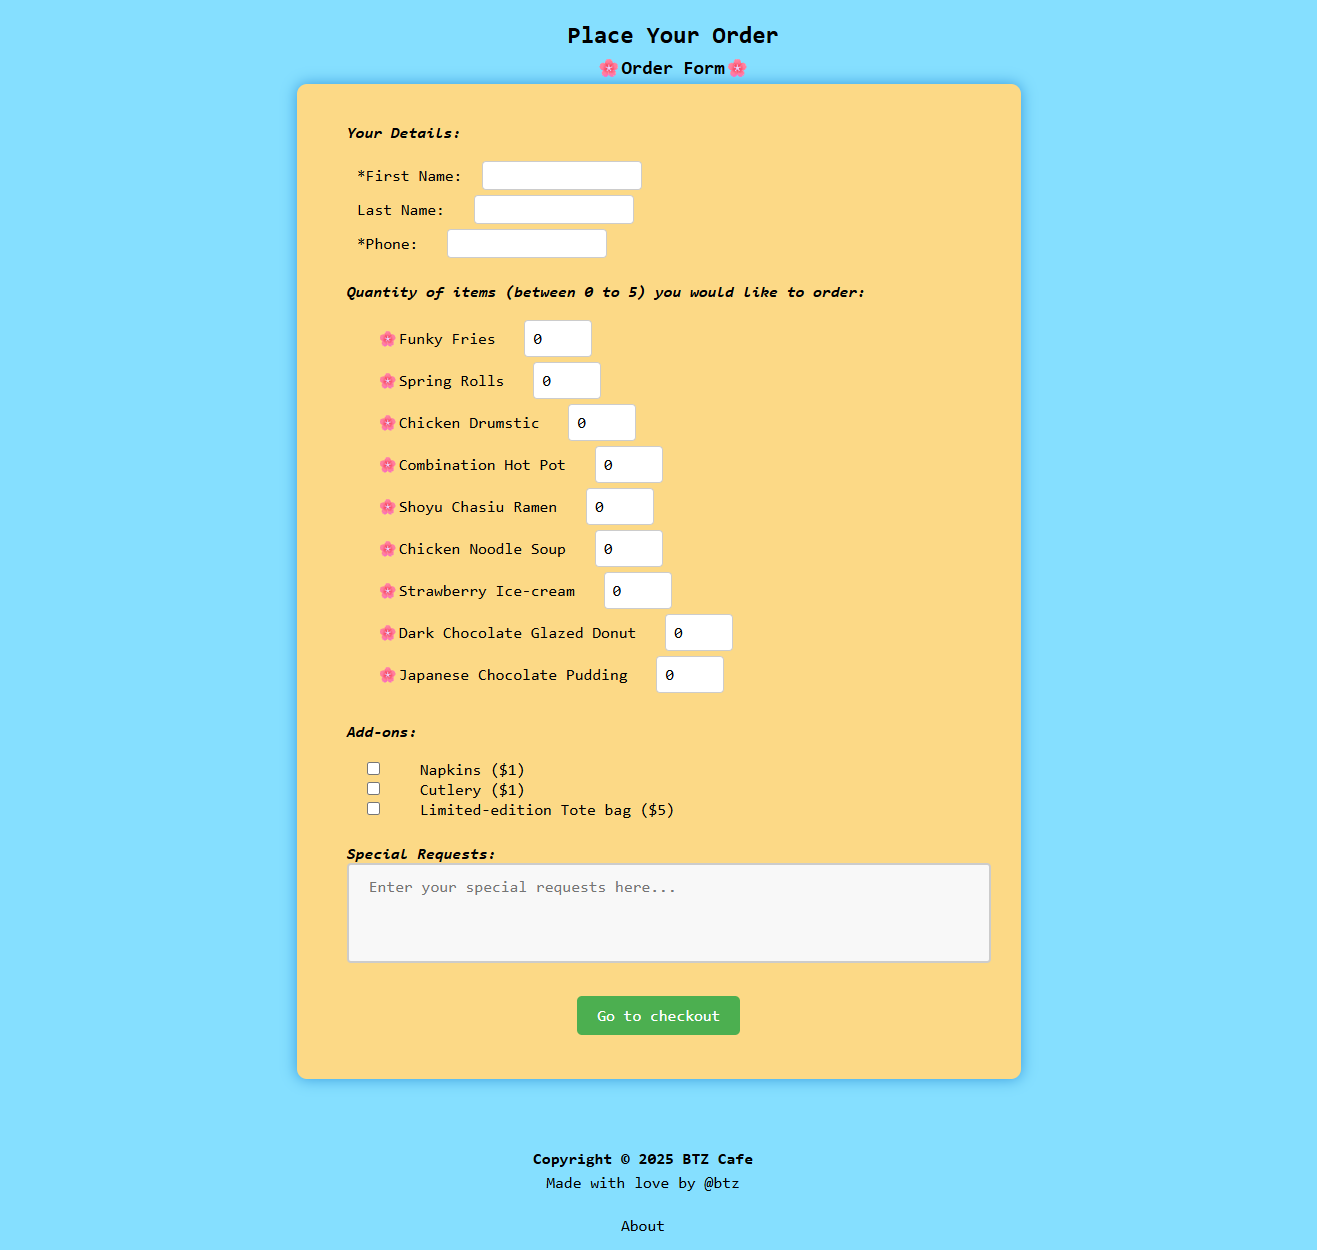 Place Your Order
🌸Order Form🌸
Your Details:
*First Name:
Last Name:
*Phone:
Quantity of items (between 0 to 5) you would like to order:
🌸Funky Fries 0
🌸Spring Rolls 0
🌸Chicken Drumstic 0
🌸Combination Hot Pot 0
🌸Shoyu Chasiu Ramen 0
🌸Chicken Noodle Soup 0
🌸Strawberry Ice-cream 0
🌸Dark Chocolate Glazed Donut 0
🌸Japanese Chocolate Pudding 0
Add-ons:
Napkins ($1)
Cutlery ($1)
Limited-edition Tote bag ($5)
Special Requests:
Enter your special requests here...
Go to checkout
Copyright © 2025 BTZ Cafe
Made with love by @btz
About